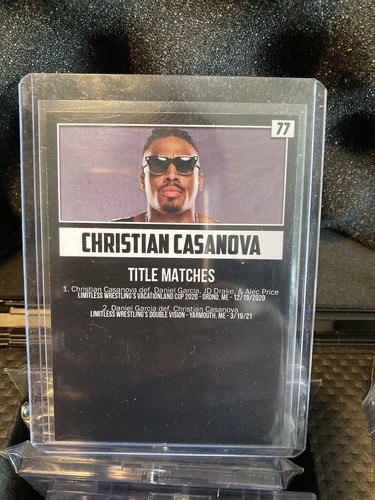 77
CHRISTIAN CASANOVA
TITLE MATCHES
1. Christian Casanova def. Daniel Garcia, JD Drake, & Alec Price
LIMITLESS WRESTLING'S VACATIONLAND CUP 2020 - ORONO, ME - 12/19/2020
2. Daniel Garcia def. Christian Casanova
LIMITLESS WRESTLING'S DOUBLE VISION - YARMOUTH, ME - 3/19/21